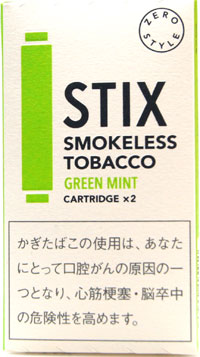 ZERO STYLE
STIX
SMOKELESS
TOBACCO
GREEN MINT
CARTRIDGE ×2
かぎたばこの使用は、あなた
にとって口腔がんの原因の一
つとなり、心筋梗塞・脳卒中
の危険性を高めます。